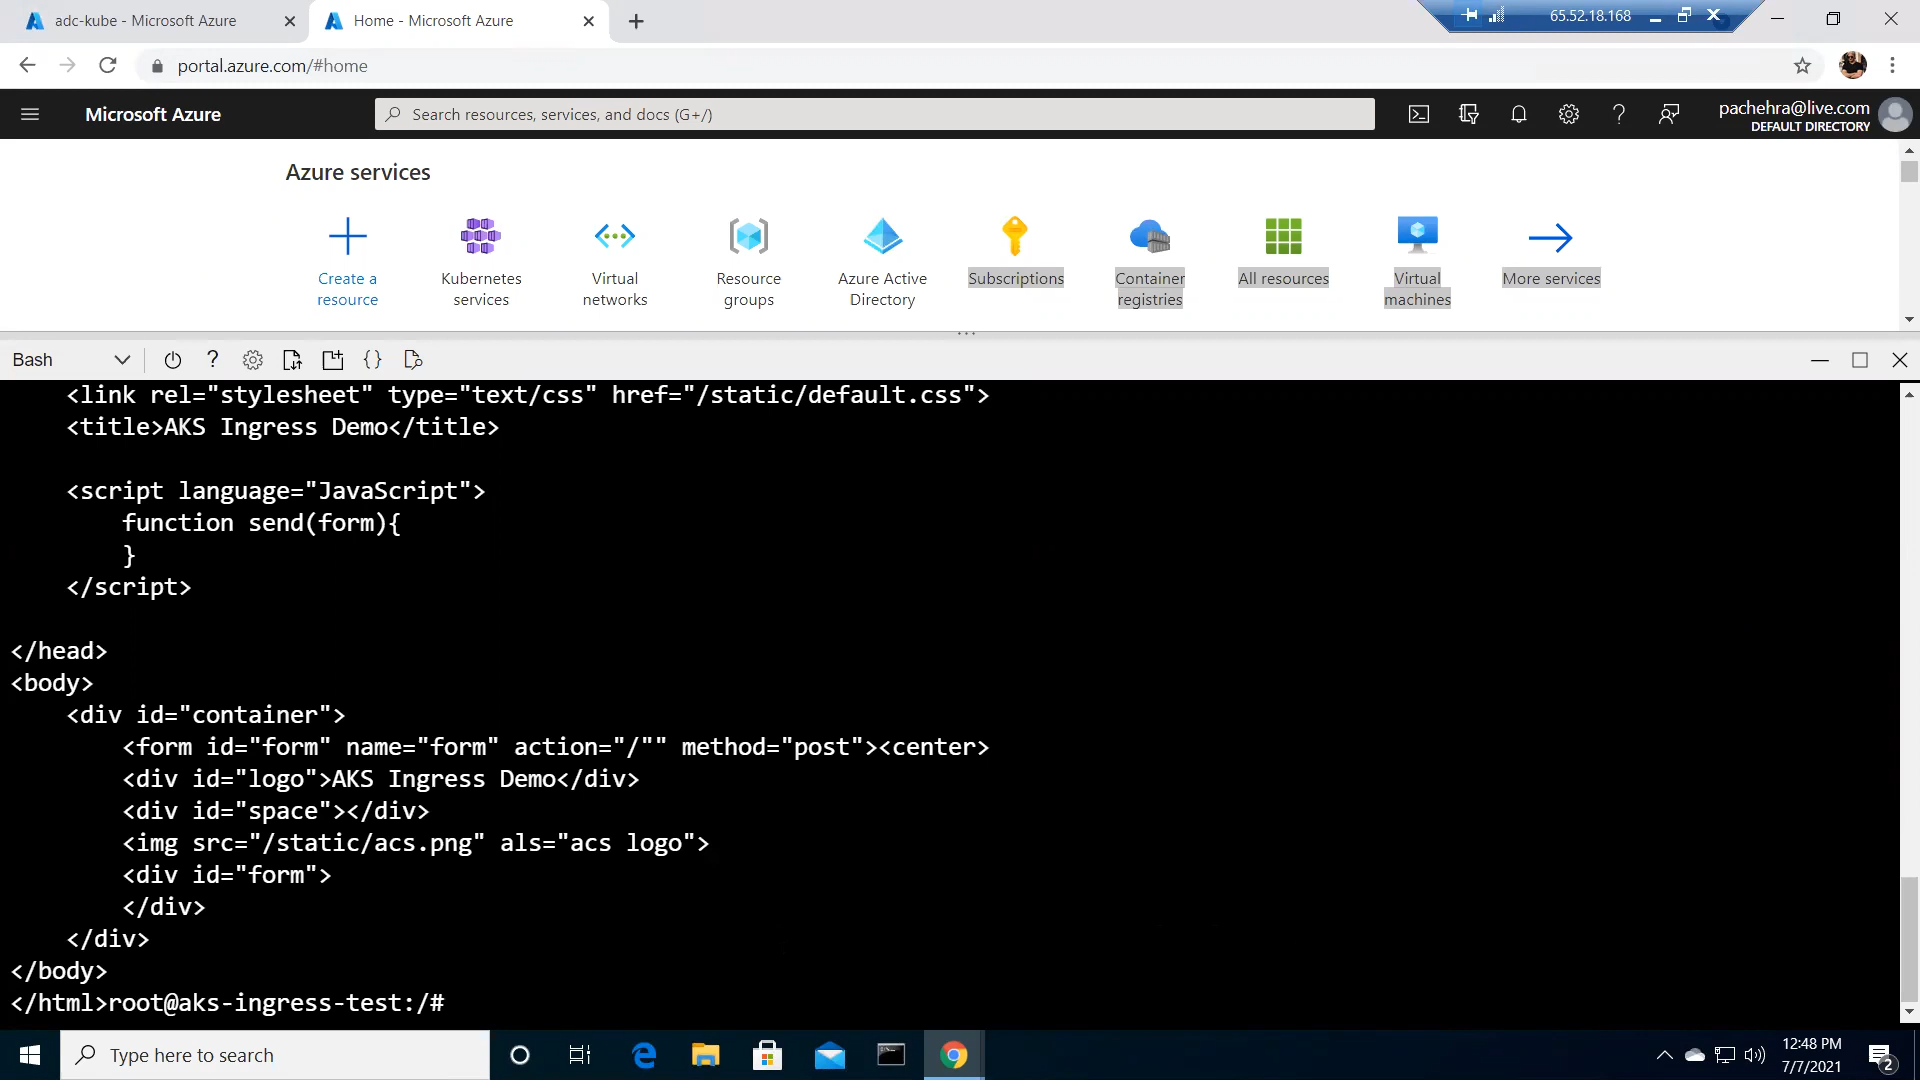 adc-kube - Microsoft Azure
Home - Microsoft Azure
65.52.18.168
portal.azure.com/#home
Microsoft Azure
Search resources, services, and docs (G+/)
pachehra@live.com
DEFAULT DIRECTORY
Azure services
Create a
resource
Kubernetes
services
Virtual
networks
Resource
groups
Azure Active
Directory
Subscriptions
Container
registries
All resources
Virtual
machines
More services
Bash
    <link rel="stylesheet" type="text/css" href="/static/default.css">
    <title>AKS Ingress Demo</title>
    <script language="JavaScript">
        function send(form){
        }
    </script>
</head>
<body>
    <div id="container">
        <form id="form" name="form" action="/"" method="post"><center>
        <div id="logo">AKS Ingress Demo</div>
        <div id="space"></div>
        <img src="/static/acs.png" als="acs logo">
        <div id="form">
        </div>
    </div>
</body>
</html>root@aks-ingress-test:/#
Type here to search
12:48 PM
7/7/2021
2